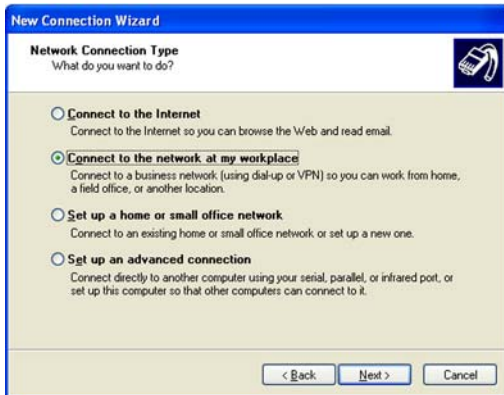 New Connection Wizard
Network Connection Type
What do you want to do?
Connect to the Internet
Connect to the Internet so you can browse the Web and read email.
Connect to the network at my workplace
Connect to a business network (using dial-up or VPN) so you can work from home,
a field office, or another location.
Set up a home or small office network
Connect to an existing home or small office network or set up a new one.
Set up an advanced connection
Connect directly to another computer using your serial, parallel, or infrared port, or
set up this computer so that other computers can connect to it.
< Back Next > Cancel